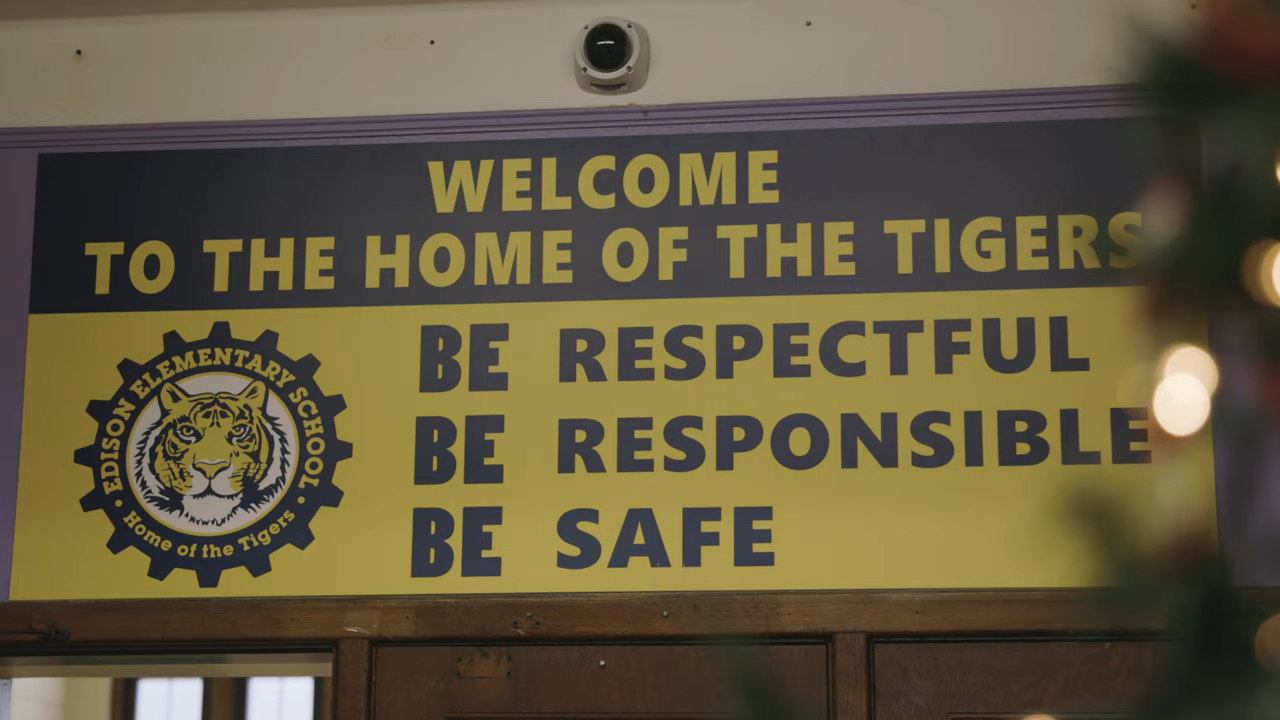 WELCOME
TO THE HOME OF THE TIGERS
BE RESPECTFUL
BE RESPONSIBLE
BE SAFE
EDISON ELEMENTARY SCHOOL
Home of the Tigers